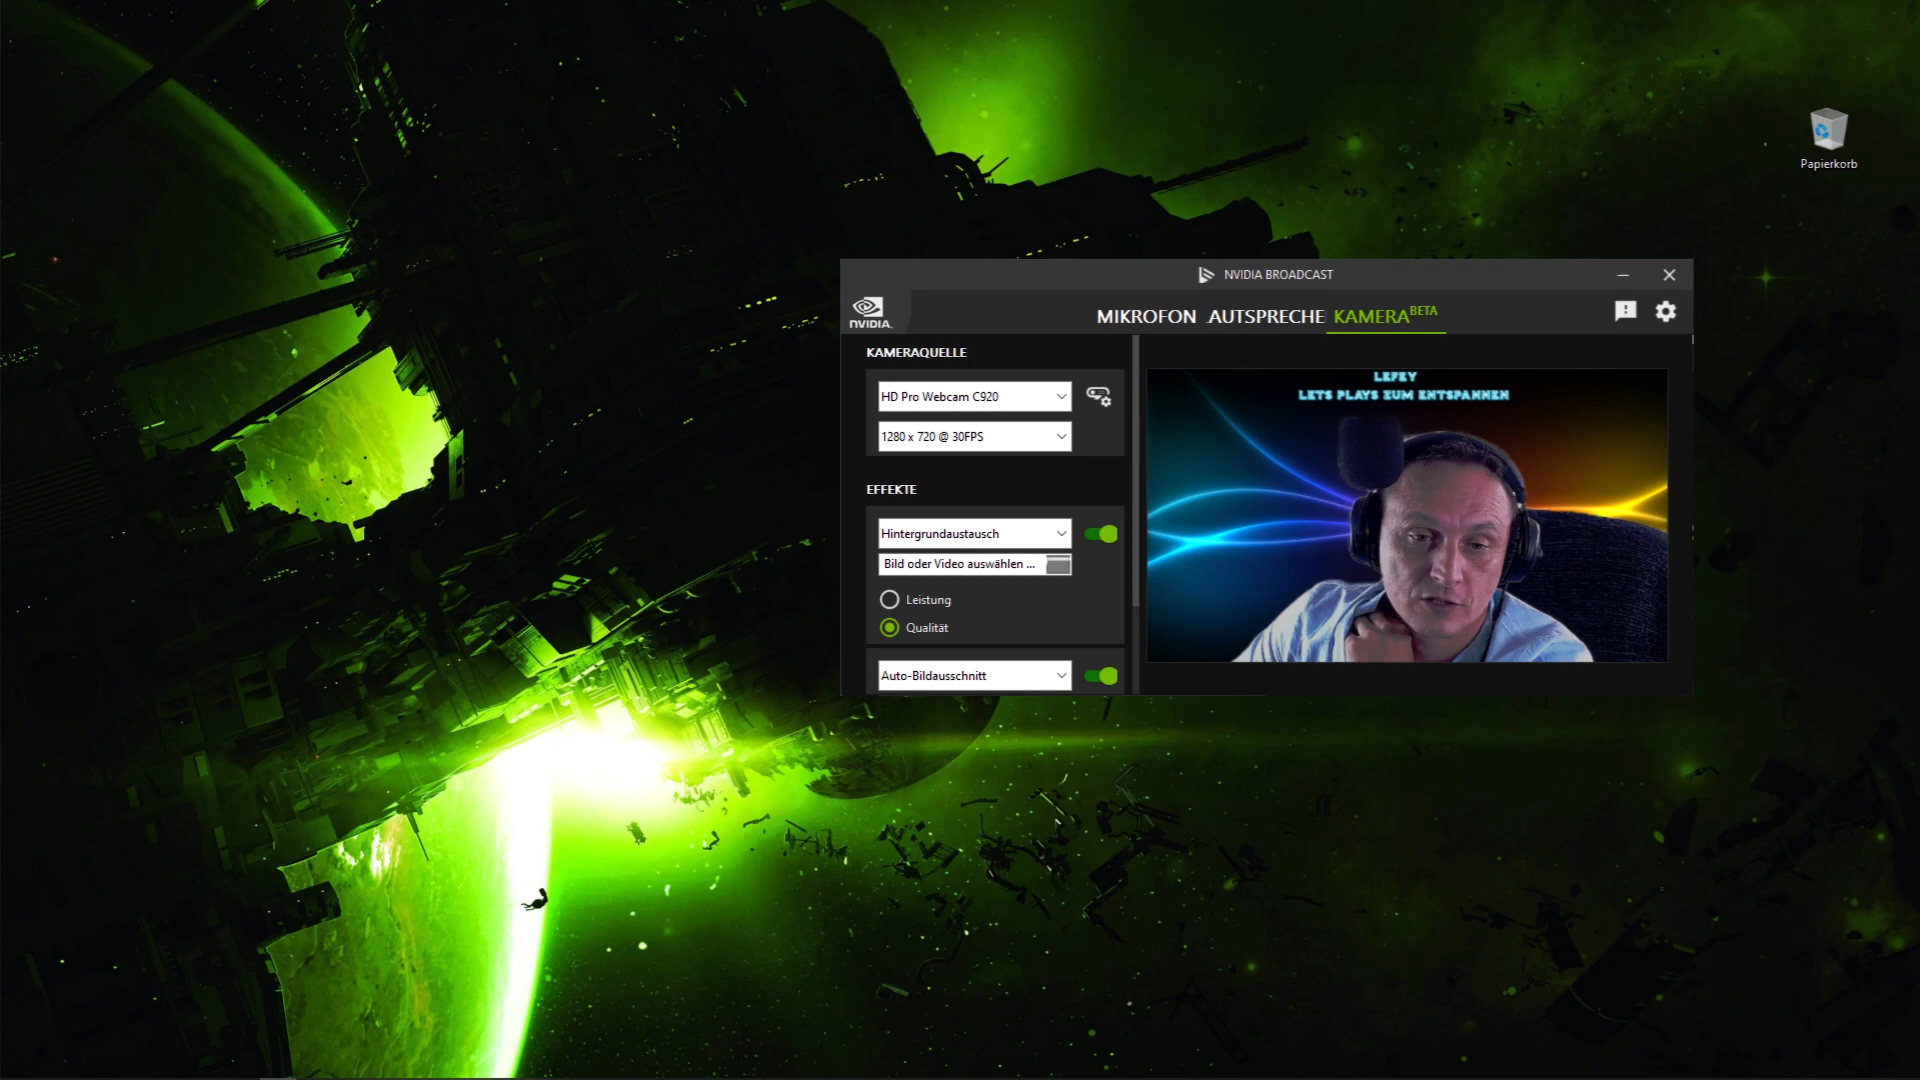 Papierkorb
NVIDIA BROADCAST
NVIDIA.
MIKROFON AUTSPRECHE KAMERA BETA
KAMERAQUELLE
HD Pro Webcam C920
1280 x 720 @ 30FPS
EFFEKTE
Hintergrundaustausch
Bild oder Video auswählen ...
Leistung
Qualität
Auto-Bildausschnitt
LEFEY
LETS PLAYS ZUM ENTSPANNEN